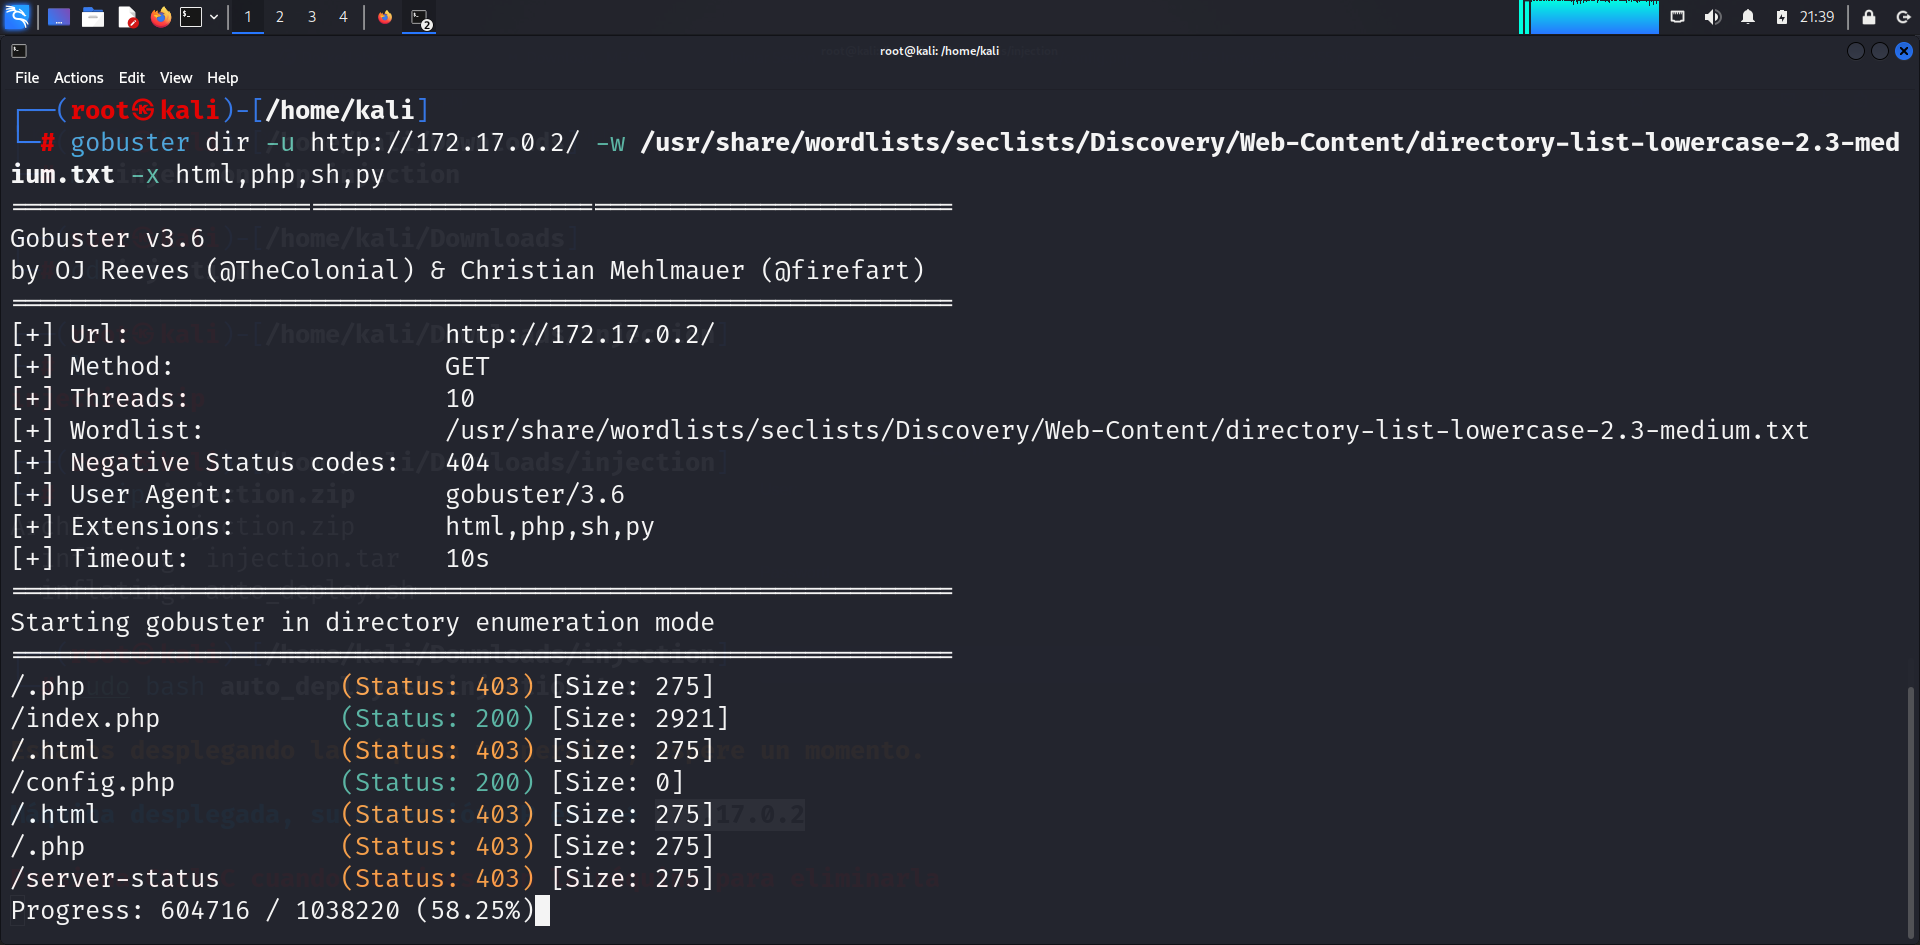 1 2 3 4
2
21:39
root@kali: /home/kali
File Actions Edit View Help
(root㉿kali)-[/home/kali]
# gobuster dir -u http://172.17.0.2/ -w /usr/share/wordlists/seclists/Discovery/Web-Content/directory-list-lowercase-2.3-med
ium.txt -x html,php,sh,py
===============================================================
Gobuster v3.6
by OJ Reeves (@TheColonial) & Christian Mehlmauer (@firefart)
===============================================================
[+] Url: http://172.17.0.2/
[+] Method: GET
[+] Threads: 10
[+] Wordlist: /usr/share/wordlists/seclists/Discovery/Web-Content/directory-list-lowercase-2.3-medium.txt
[+] Negative Status codes: 404
[+] User Agent: gobuster/3.6
[+] Extensions: html,php,sh,py
[+] Timeout: 10s
===============================================================
Starting gobuster in directory enumeration mode
===============================================================
/.php (Status: 403) [Size: 275]
/index.php (Status: 200) [Size: 2921]
/.html (Status: 403) [Size: 275]
/config.php (Status: 200) [Size: 0]
/.html (Status: 403) [Size: 275]
/.php (Status: 403) [Size: 275]
/server-status (Status: 403) [Size: 275]
Progress: 604716 / 1038220 (58.25%)